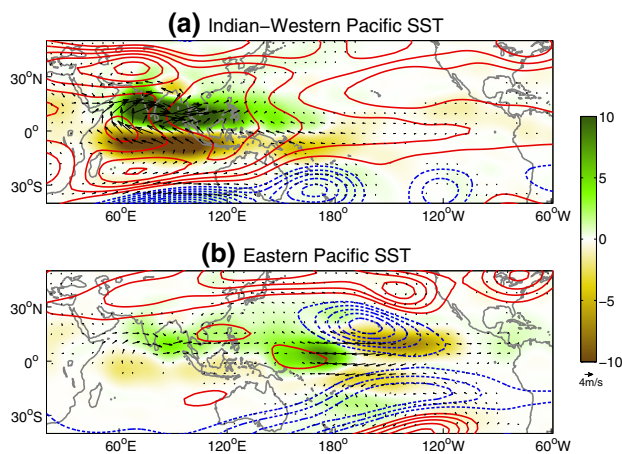 (a) Indian-Western Pacific SST
30°N
0°
30°S
60°E 120°E 180° 120°W 60°W
(b) Eastern Pacific SST
30°N
0°
30°S
60°E 120°E 180° 120°W 60°W
10
5
0
−5
−10
4m/s